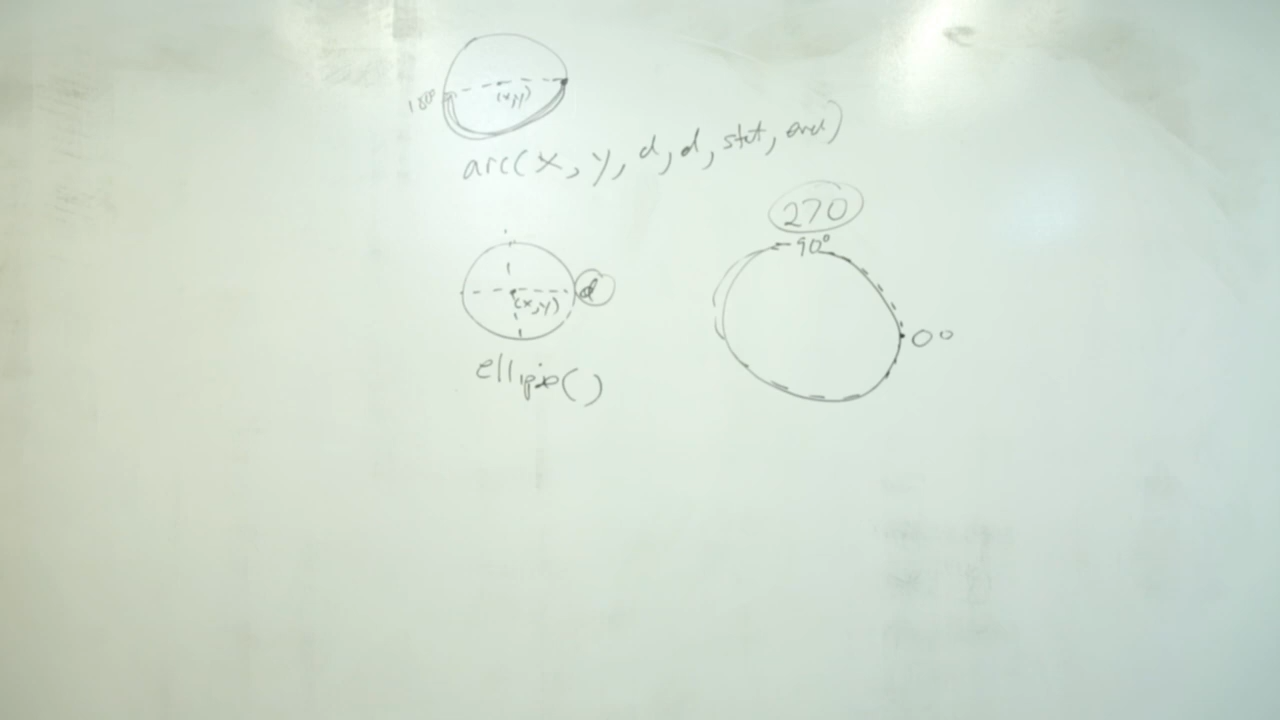 180°
(x,y)
arc(x, y, d, d, start, end)
270
-90°
(x,y) d
0°
ellipse()